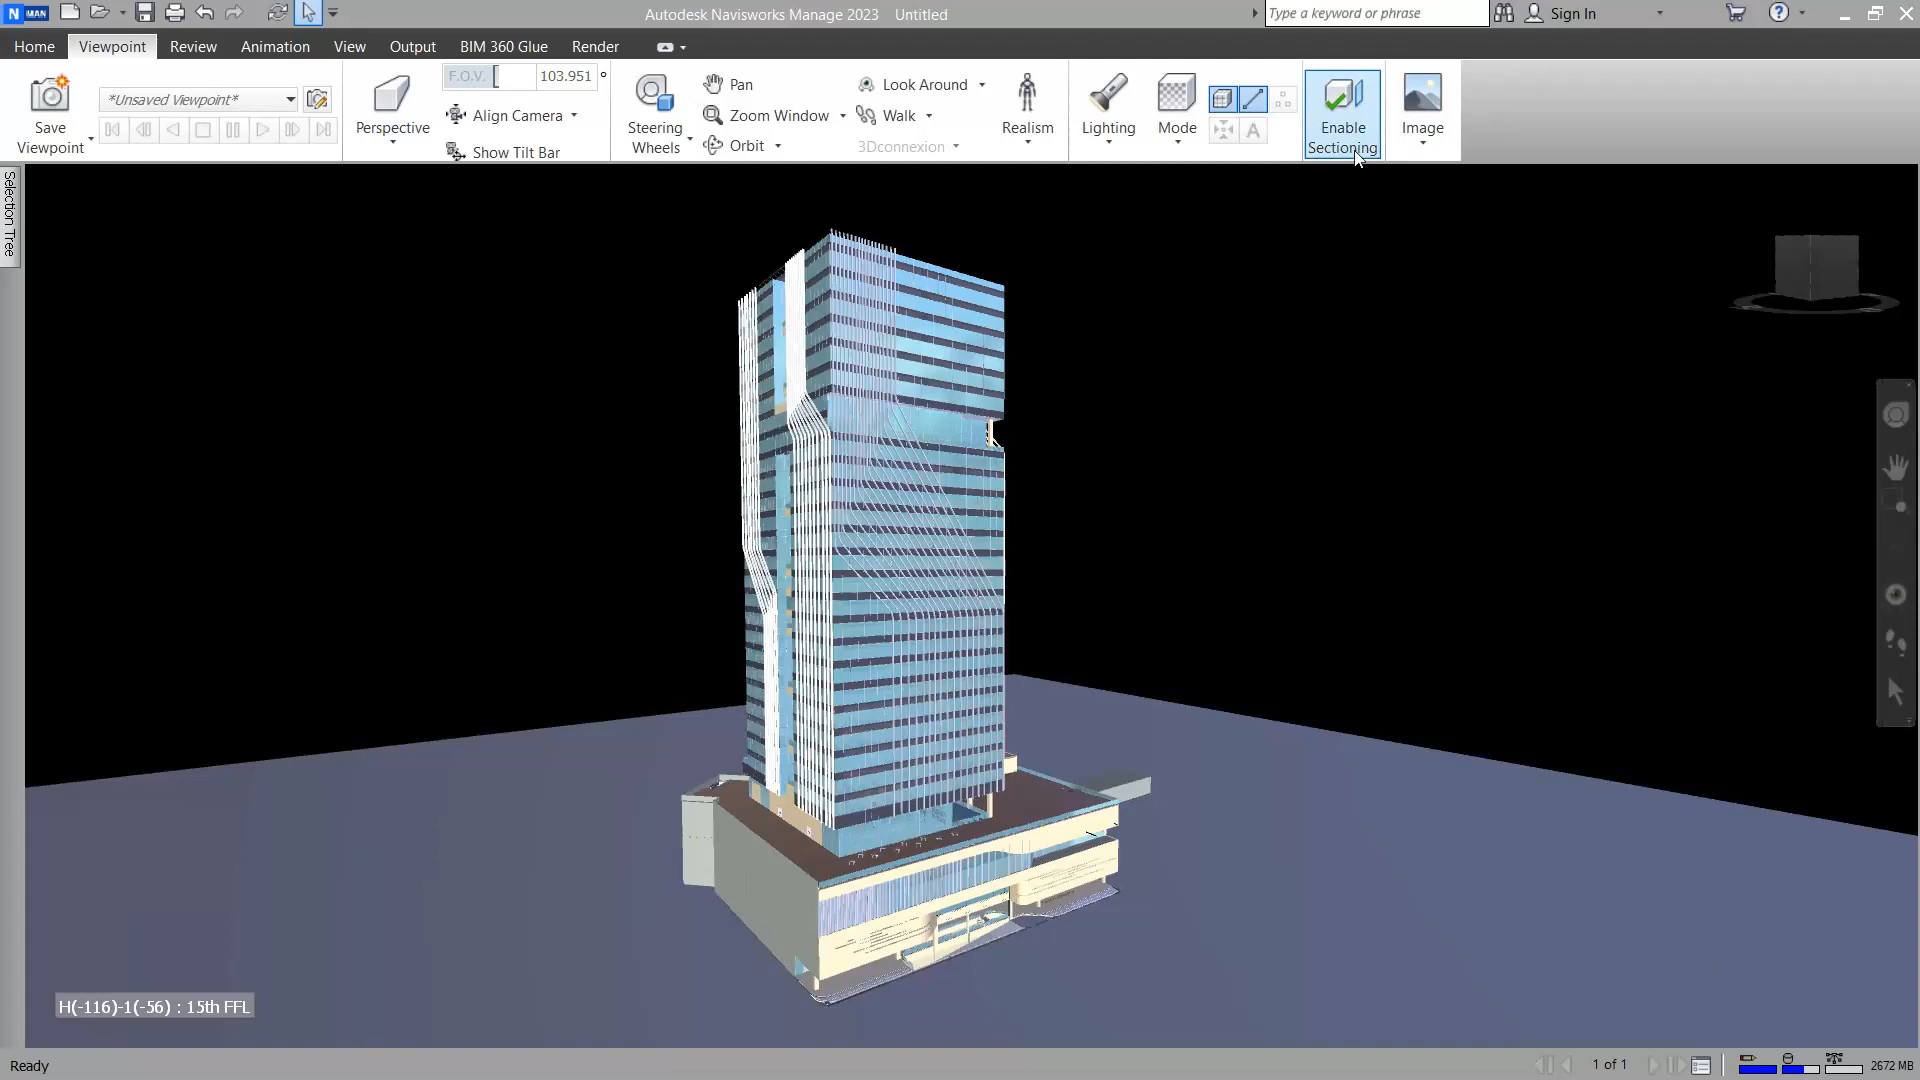 N MAN
Autodesk Navisworks Manage 2023 Untitled
Type a keyword or phrase
Sign In
Home Viewpoint Review Animation View Output BIM 360 Glue Render
Save Viewpoint
*Unsaved Viewpoint*
Perspective
F.O.V. 103.951 °
Align Camera
Show Tilt Bar
Steering Wheels
Pan
Zoom Window
Orbit
Look Around
Walk
3Dconnexion
Realism
Lighting
Mode
A
Enable Sectioning
Image
Selection Tree
H(-116)-1(-56) : 15th FFL
Ready
1 of 1
2672 MB